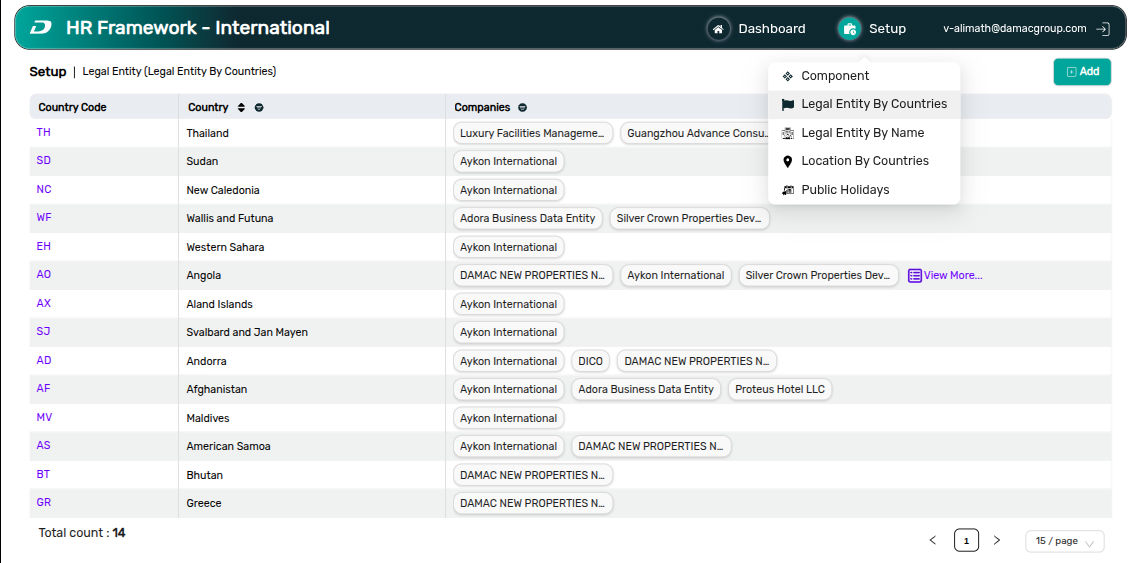 HR Framework - International
Dashboard
Setup
v-alimath@damacgroup.com
Setup | Legal Entity (Legal Entity By Countries)
Add
Component
Legal Entity By Countries
Legal Entity By Name
Location By Countries
Public Holidays
Country Code Country Companies
TH Thailand Luxury Facilities Manageme... Guangzhou Advance Consu...
SD Sudan Aykon International
NC New Caledonia Aykon International
WF Wallis and Futuna Adora Business Data Entity Silver Crown Properties Dev...
EH Western Sahara Aykon International
AO Angola DAMAC NEW PROPERTIES N... Aykon International Silver Crown Properties Dev... View More...
AX Aland Islands Aykon International
SJ Svalbard and Jan Mayen Aykon International
AD Andorra Aykon International DICO DAMAC NEW PROPERTIES N...
AF Afghanistan Aykon International Adora Business Data Entity Proteus Hotel LLC
MV Maldives Aykon International
AS American Samoa Aykon International DAMAC NEW PROPERTIES N...
BT Bhutan DAMAC NEW PROPERTIES N...
GR Greece DAMAC NEW PROPERTIES N...
Total count : 14
< 1 > 15 / page